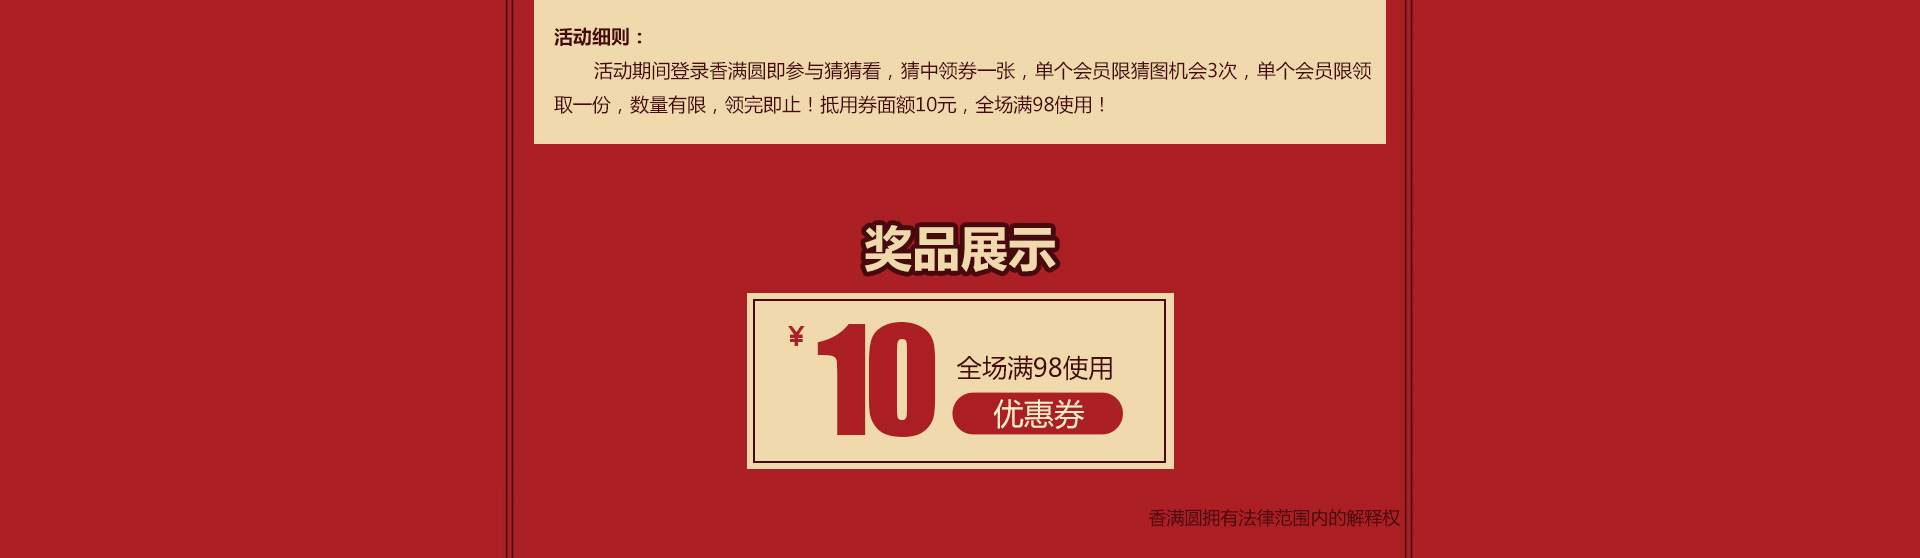 活动细则：
活动期间登录香满圆即参与猜猜看，猜中领券一张，单个会员限猜图机会3次，单个会员限领
取一份，数量有限，领完即止！抵用券面额10元，全场满98使用！
奖品展示
¥10
全场满98使用
优惠券
香满圆拥有法律范围内的解释权